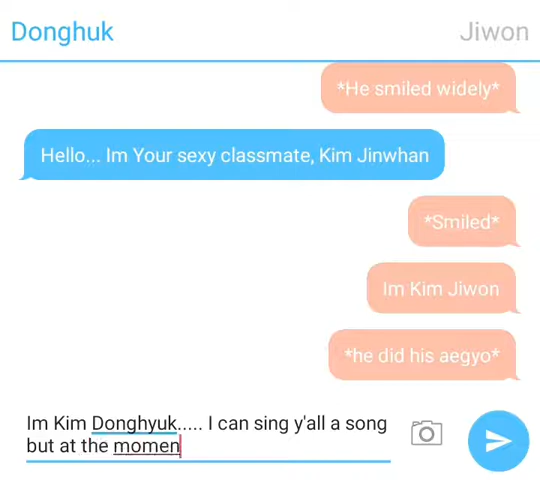 Donghuk
Jiwon
*He smiled widely*
Hello... Im Your sexy classmate, Kim Jinwhan
*Smiled*
Im Kim Jiwon
*he did his aegyo*
Im Kim Donghyuk..... I can sing y'all a song
but at the momen